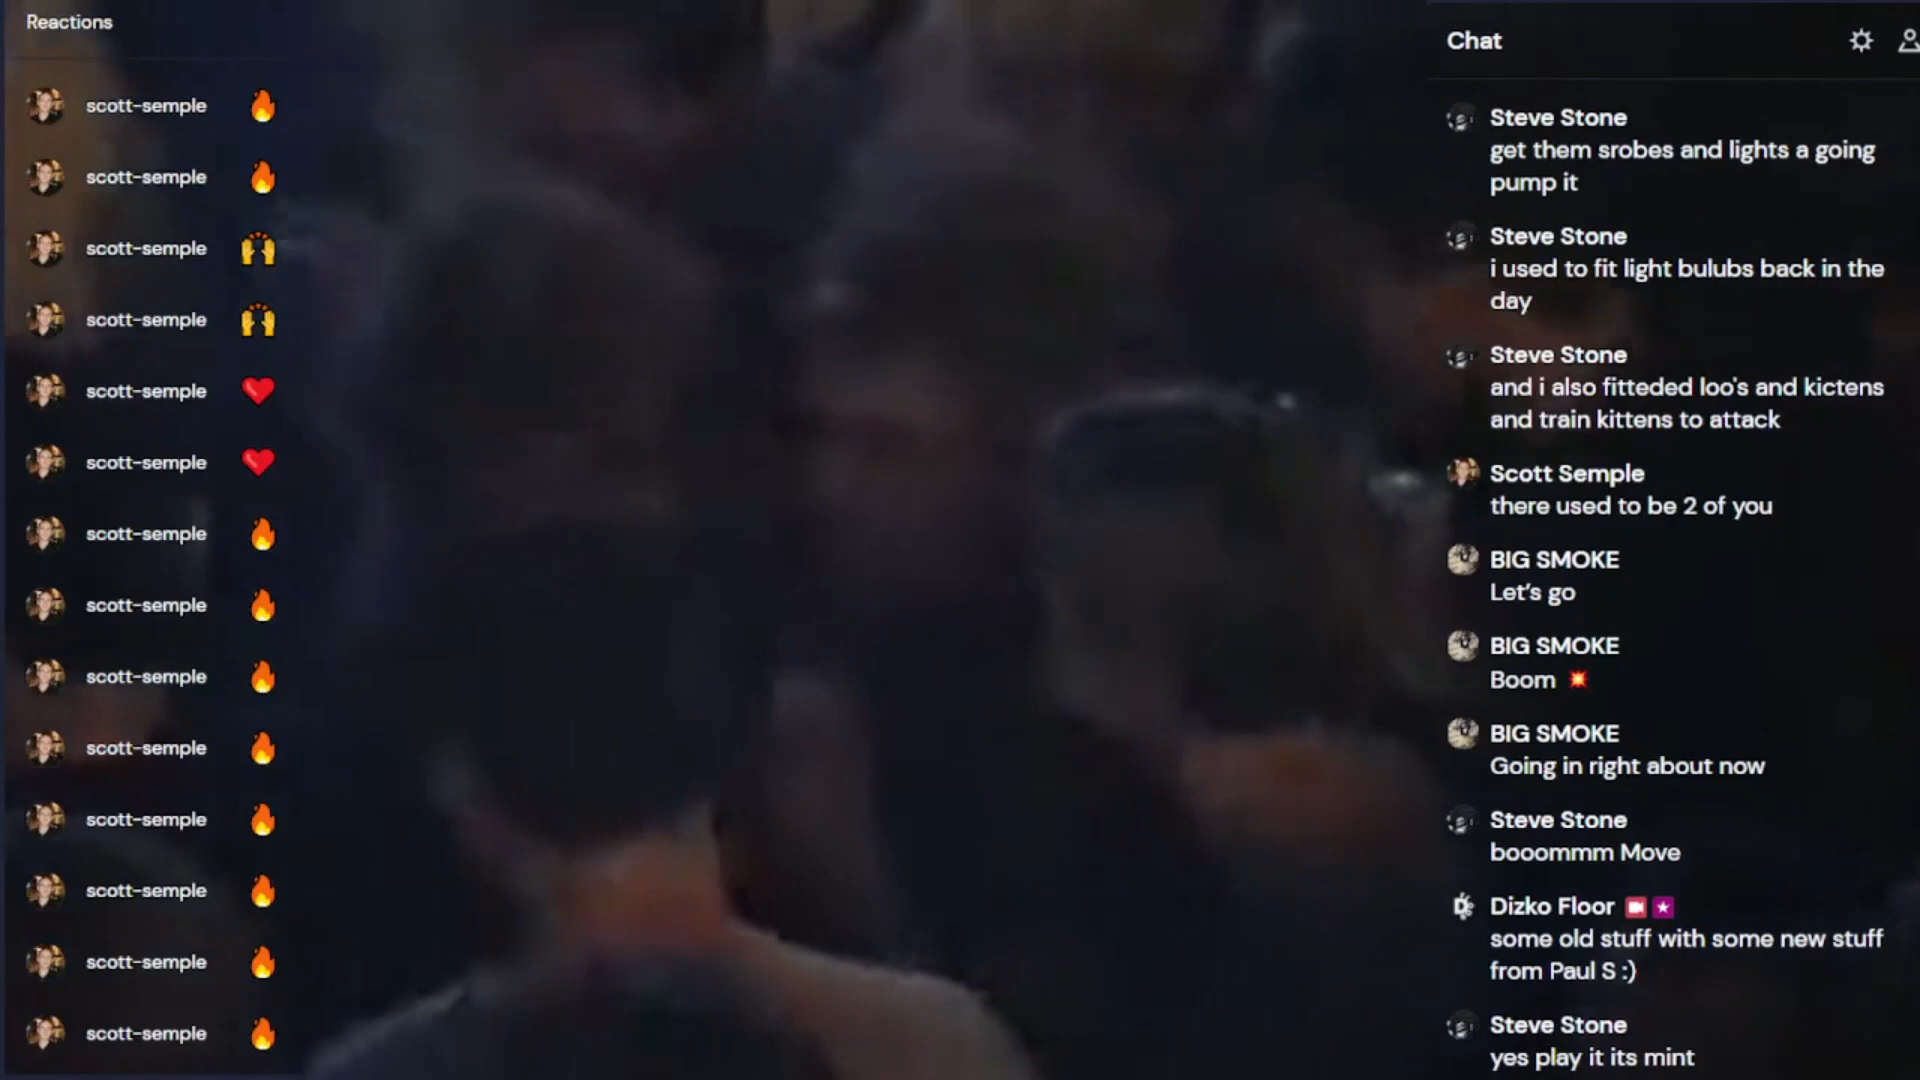 Reactions
scott-semple 🔥
scott-semple 🔥
scott-semple 🙌
scott-semple 🙌
scott-semple ❤️
scott-semple ❤️
scott-semple 🔥
scott-semple 🔥
scott-semple 🔥
scott-semple 🔥
scott-semple 🔥
scott-semple 🔥
scott-semple 🔥
scott-semple 🔥
Chat
Steve Stone
get them srobes and lights a going
pump it
Steve Stone
i used to fit light bulubs back in the
day
Steve Stone
and i also fitteded loo's and kictens
and train kittens to attack
Scott Semple
there used to be 2 of you
BIG SMOKE
Let's go
BIG SMOKE
Boom 💥
BIG SMOKE
Going in right about now
Steve Stone
booommm Move
Dizko Floor
some old stuff with some new stuff
from Paul S :)
Steve Stone
yes play it its mint